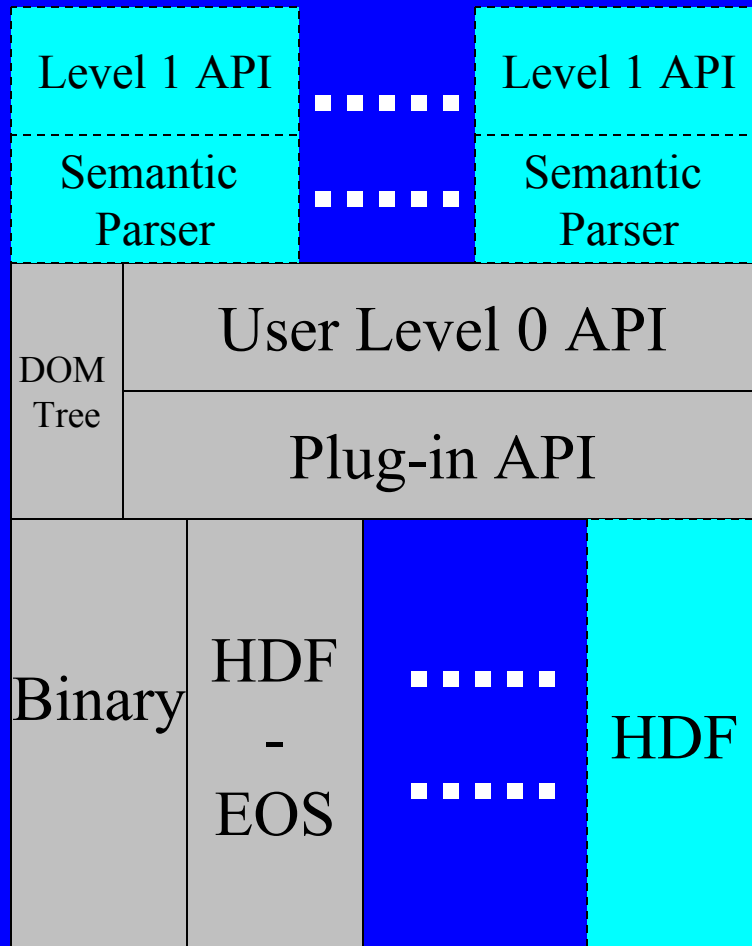 Level 1 API
Level 1 API
Semantic
Parser
Semantic
Parser
DOM
Tree
User Level 0 API
Plug-in API
Binary
HDF
-
EOS
HDF